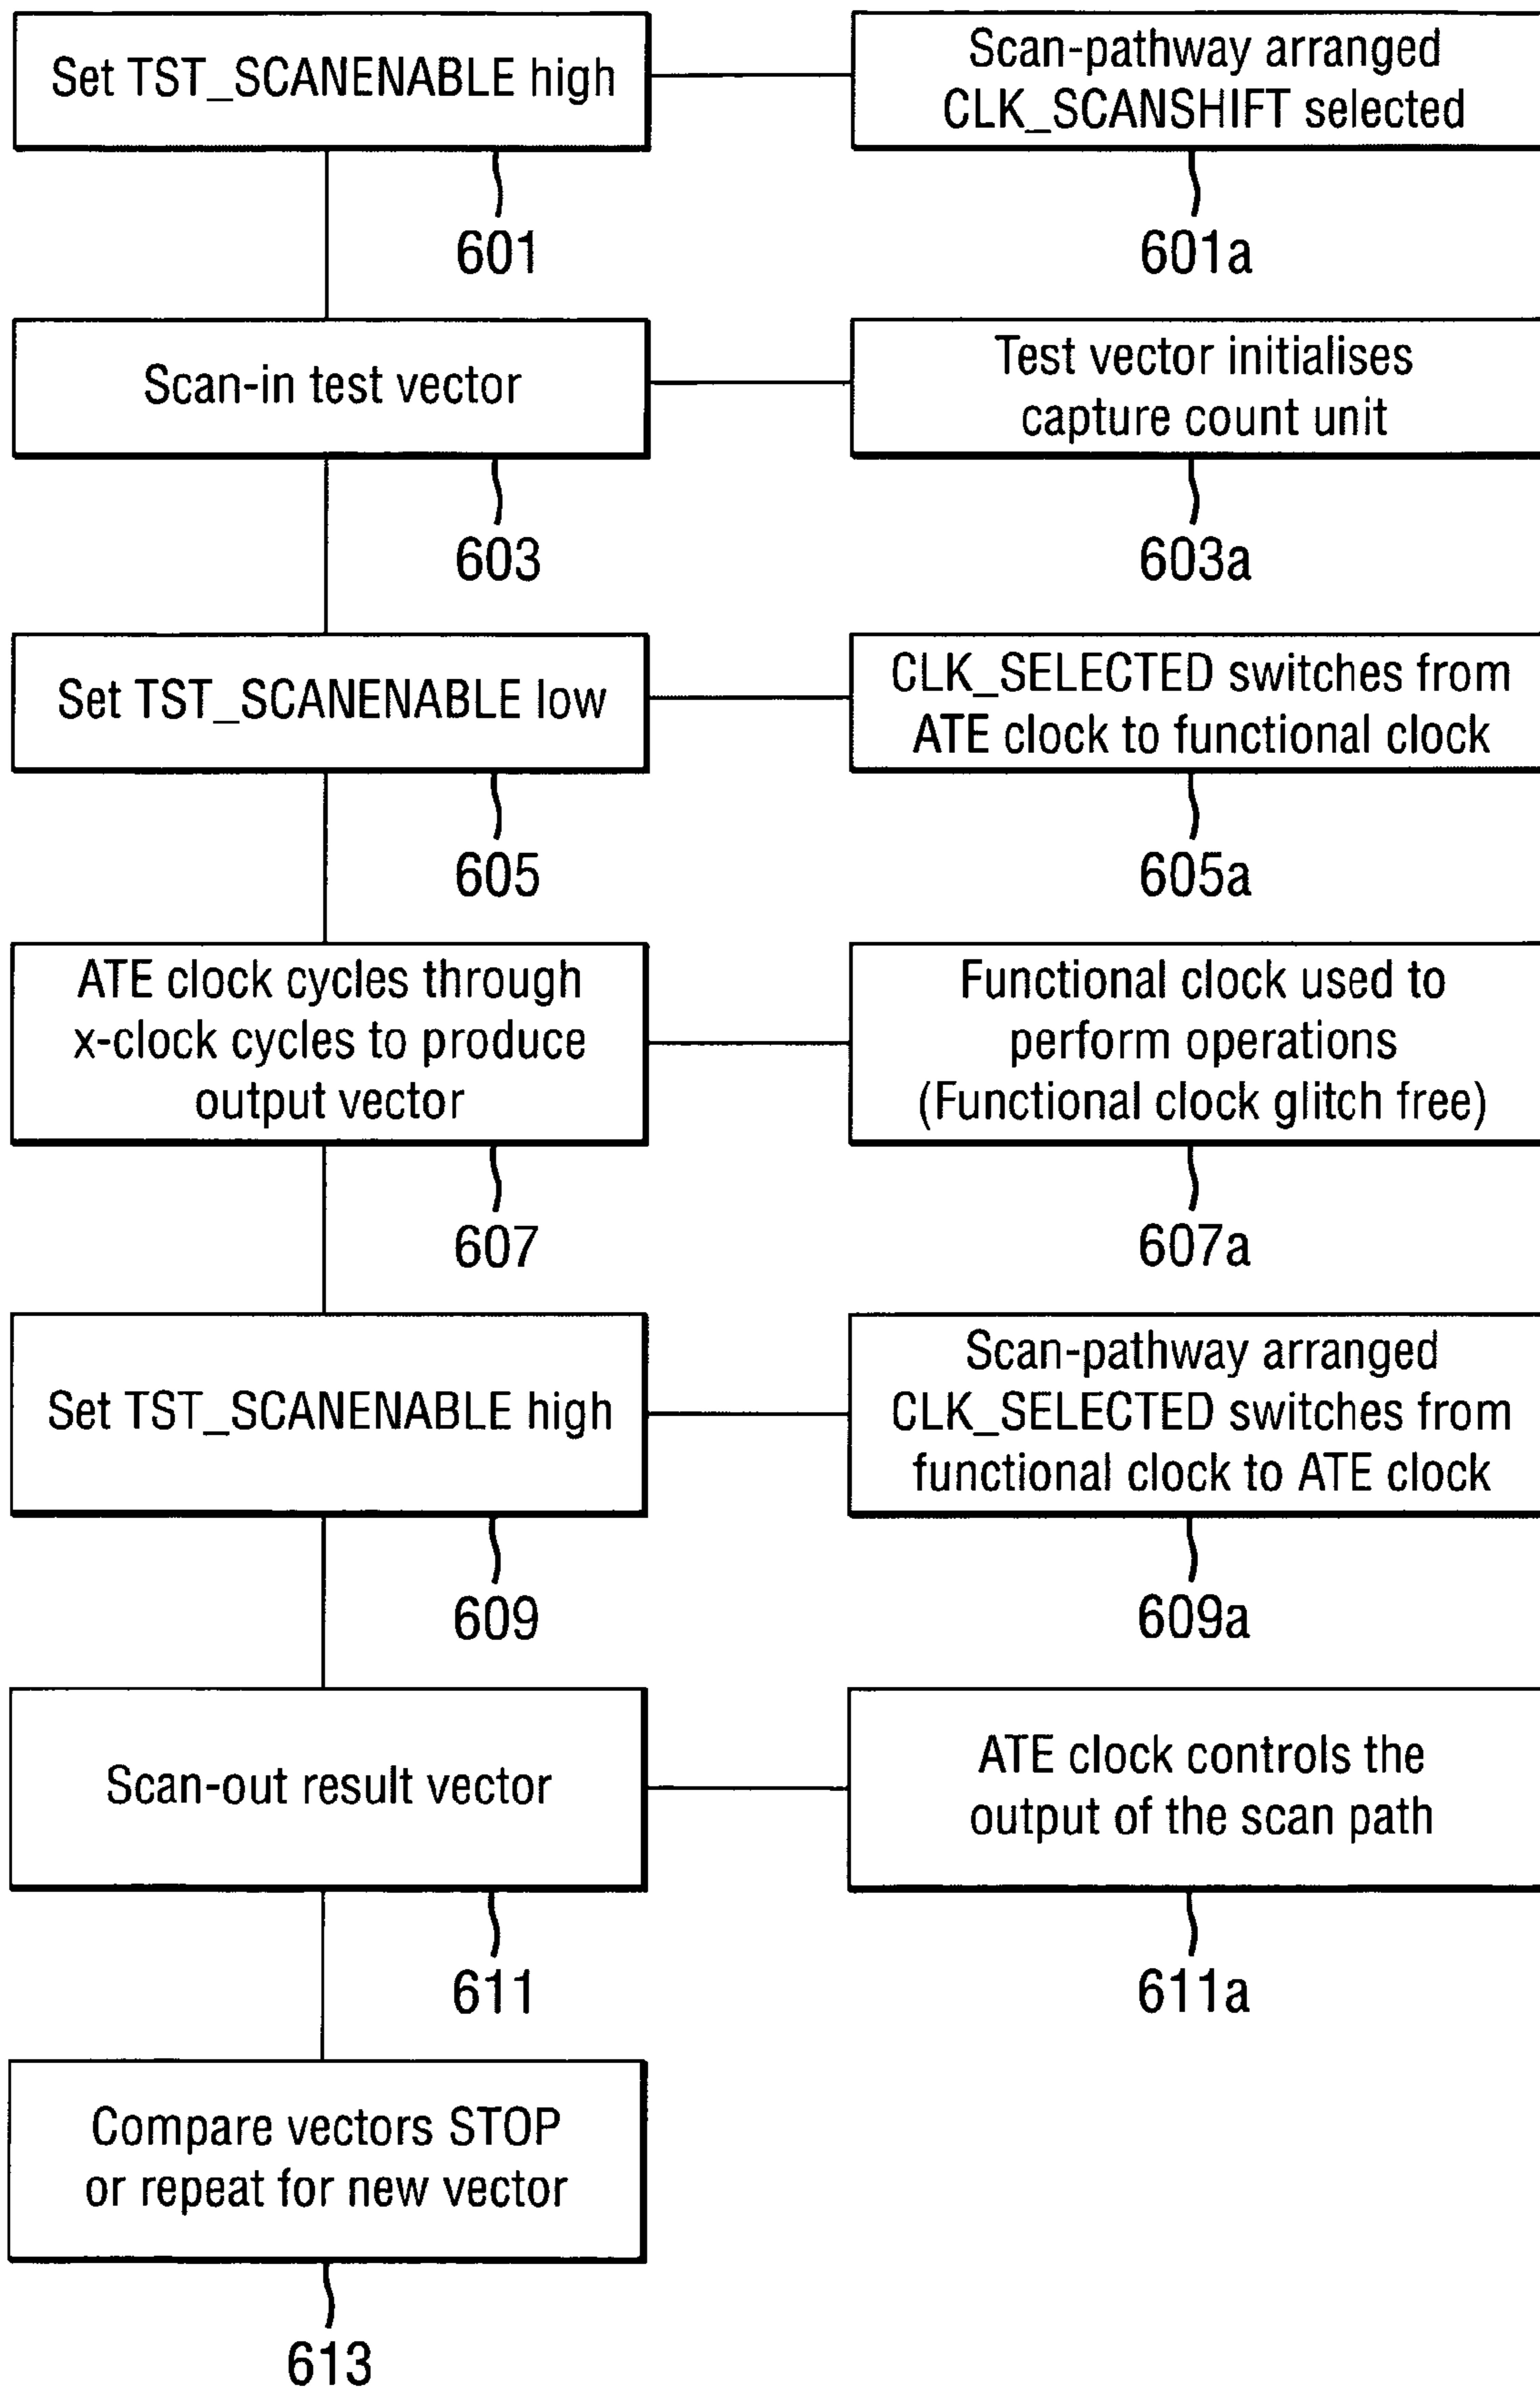 Set TST_SCANENABLE high
601
Scan-pathway arranged
CLK_SCANSHIFT selected
601a
Scan-in test vector
603
Test vector initialises
capture count unit
603a
Set TST_SCANENABLE low
605
CLK_SELECTED switches from
ATE clock to functional clock
605a
ATE clock cycles through
x-clock cycles to produce
output vector
607
Functional clock used to
perform operations
(Functional clock glitch free)
607a
Set TST_SCANENABLE high
609
Scan-pathway arranged
CLK_SELECTED switches from
functional clock to ATE clock
609a
Scan-out result vector
611
ATE clock controls the
output of the scan path
611a
Compare vectors STOP
or repeat for new vector
613